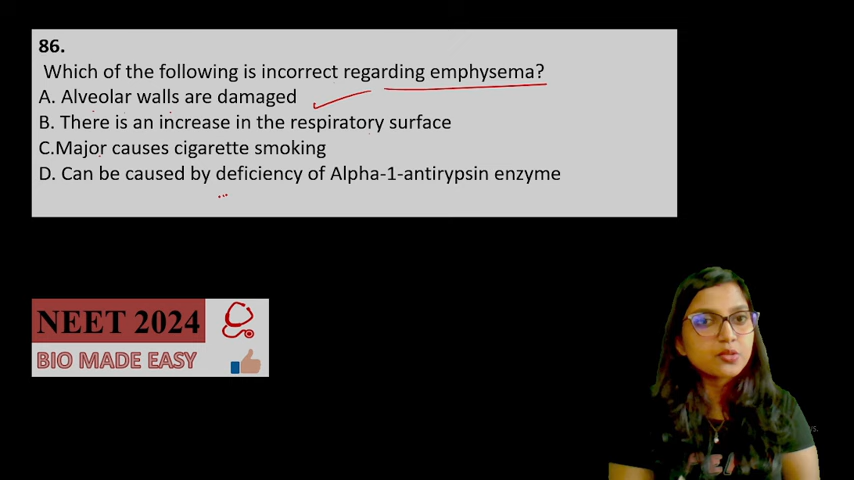 86.
Which of the following is incorrect regarding emphysema?
A. Alveolar walls are damaged
B. There is an increase in the respiratory surface
C.Major causes cigarette smoking
D. Can be caused by deficiency of Alpha-1-antirypsin enzyme
NEET 2024
BIO MADE EASY